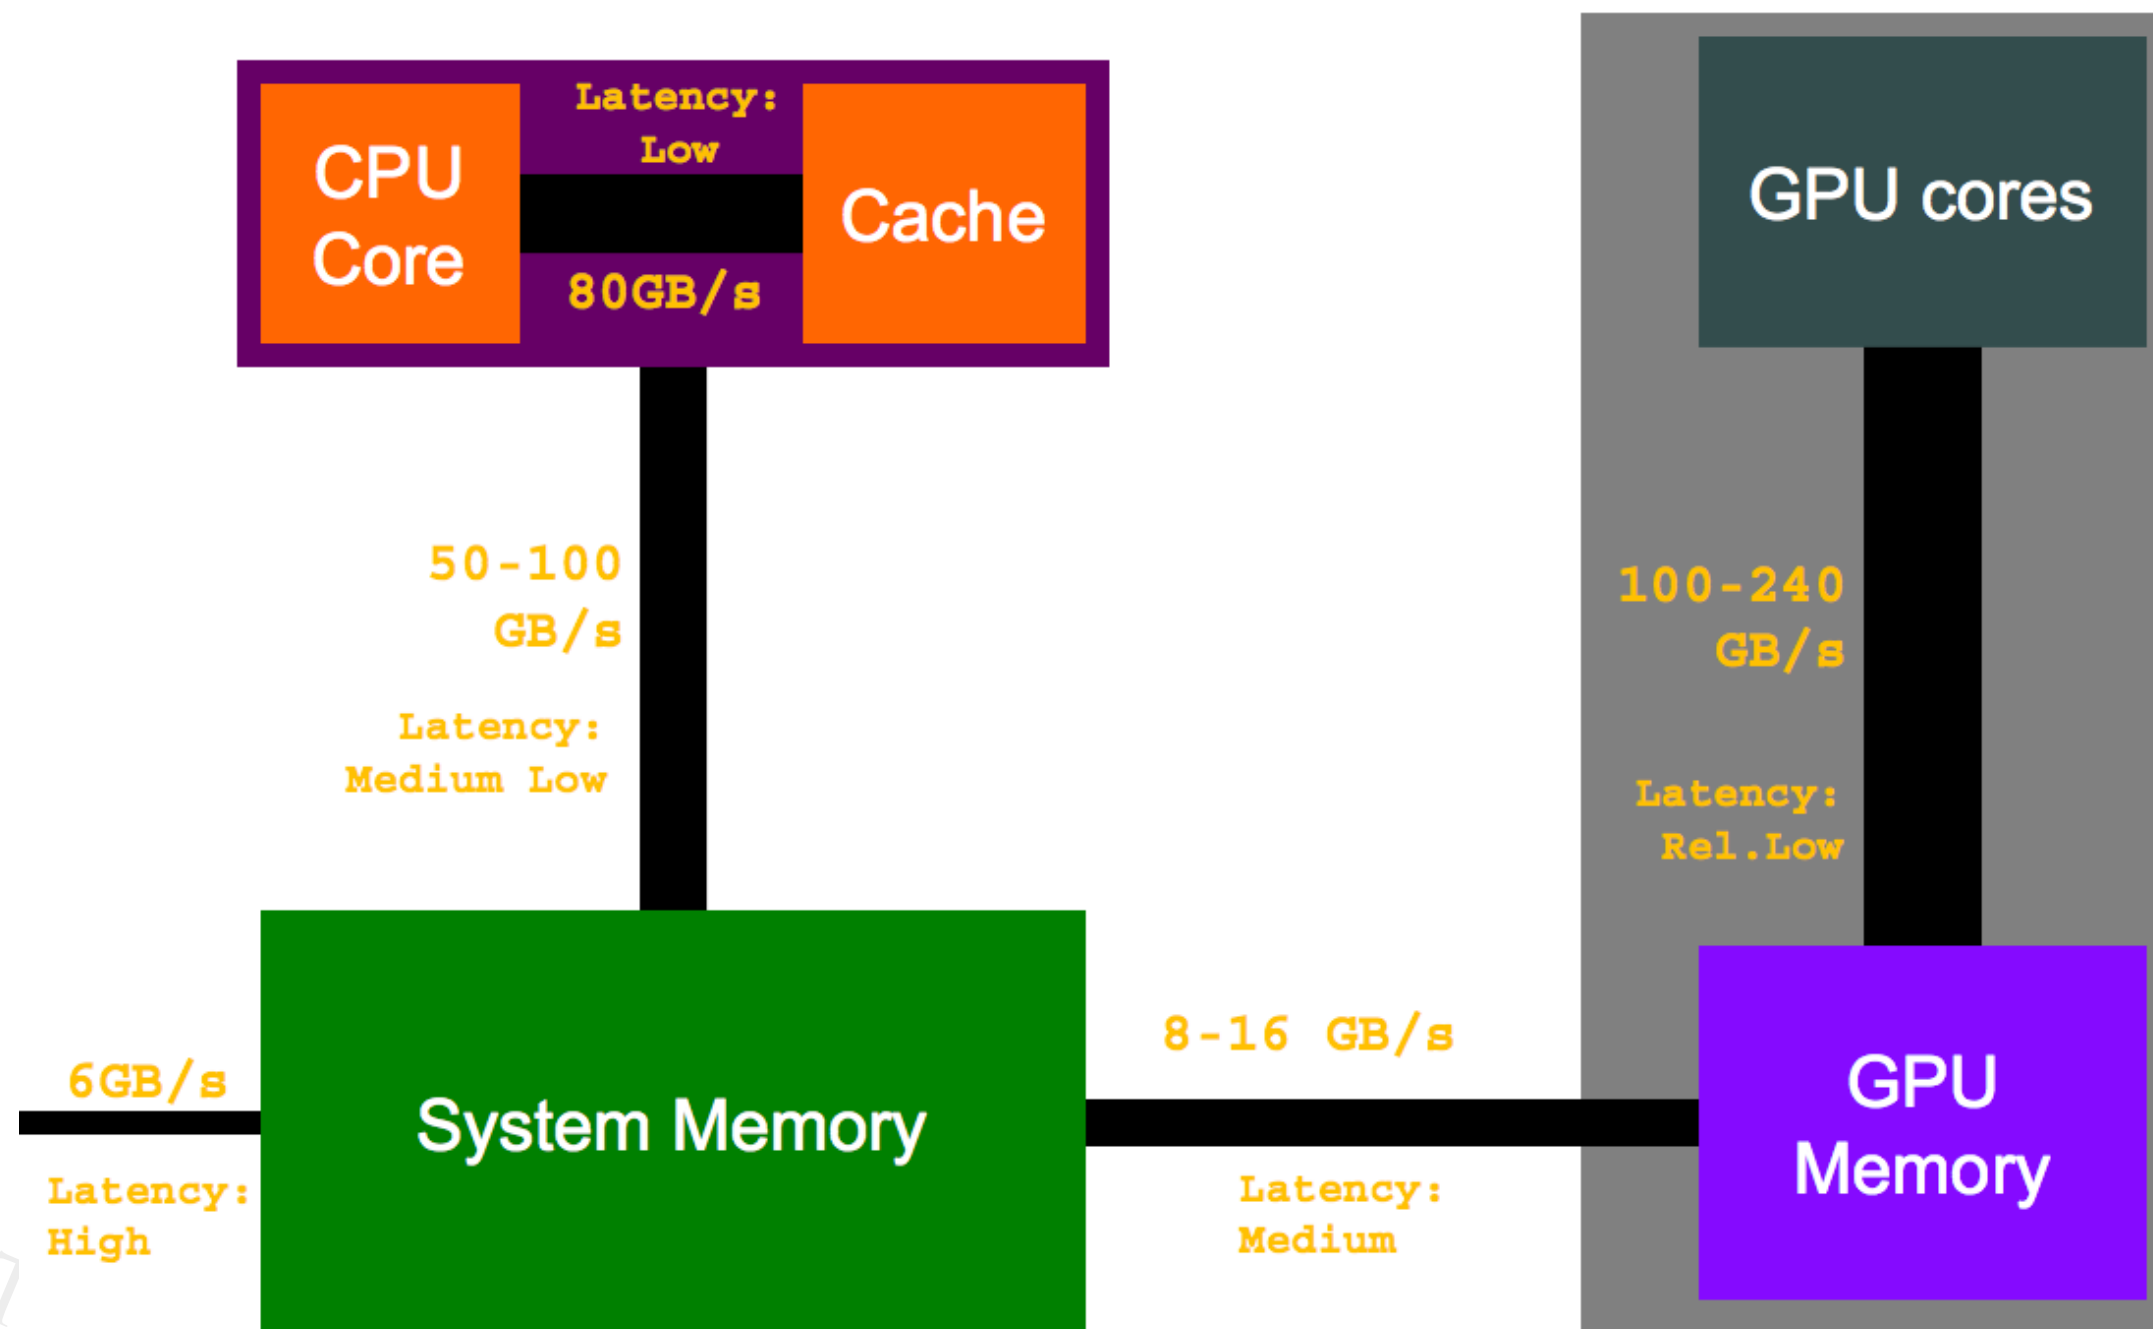 Latency:
Low
CPU
Core
Cache
80GB/s
GPU cores
50-100
GB/s
Latency:
Medium Low
100-240
GB/s
Latency:
Rel.Low
6GB/s
Latency:
High
System Memory
8-16 GB/s
Latency:
Medium
GPU
Memory